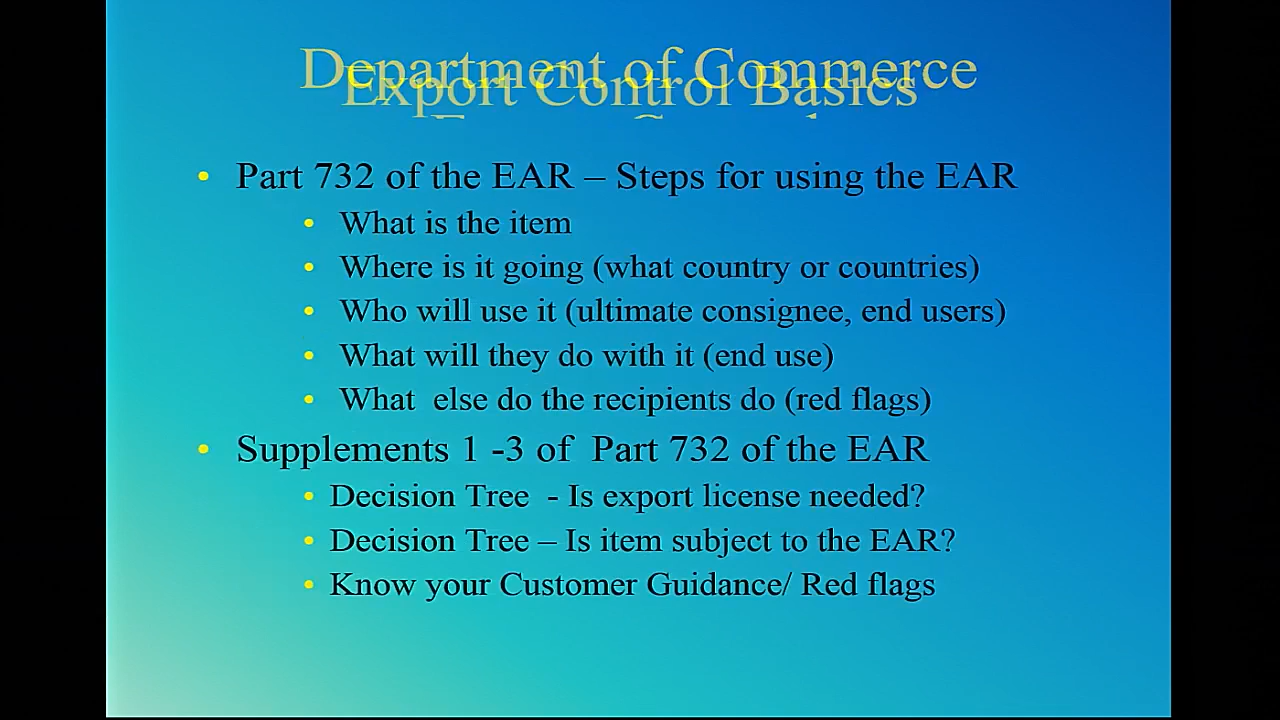 Department of Commerce
Export Control Basics
• Part 732 of the EAR – Steps for using the EAR
• What is the item
• Where is it going (what country or countries)
• Who will use it (ultimate consignee, end users)
• What will they do with it (end use)
• What  else do the recipients do (red flags)
• Supplements 1 -3 of  Part 732 of the EAR
• Decision Tree  - Is export license needed?
• Decision Tree – Is item subject to the EAR?
• Know your Customer Guidance/ Red flags